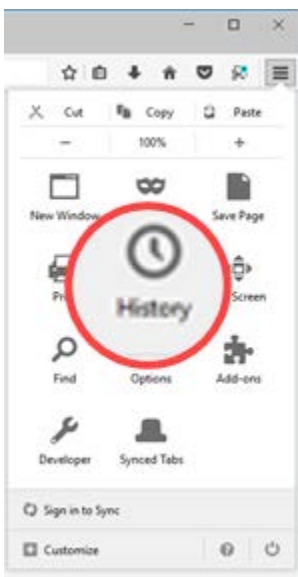 Cut Copy Paste
100%
New Window Save Page
History
Screen
Find Options Add-ons
Developer Synced Tabs
Sign in to Sync
Customize